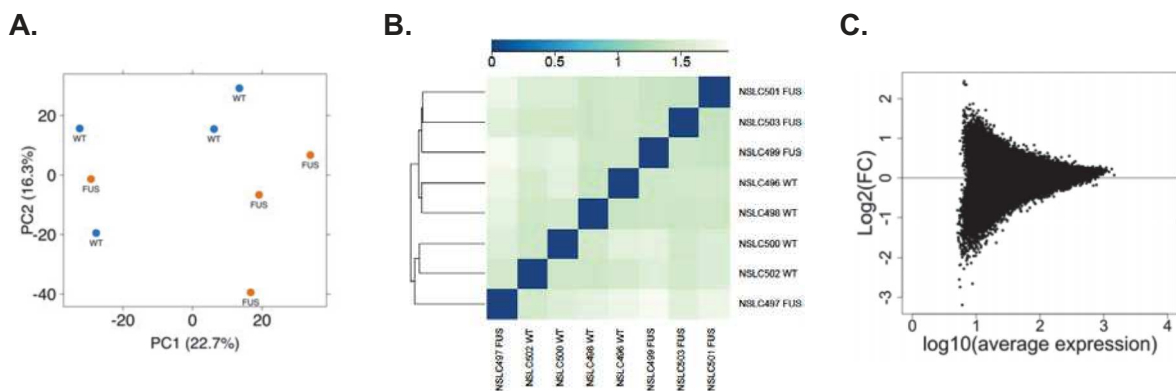 A.
B.
C.
20
0
-20
-40
PC2 (16.3%)
WT
WT
WT
FUS
FUS
FUS
WT
FUS
-20
0
20
PC1 (22.7%)
0
0.5
1
1.5
NSLC501 FUS
NSLC503 FUS
NSLC499 FUS
NSLC496 WT
NSLC498 WT
NSLC500 WT
NSLC502 WT
NSLC497 FUS
NSLC497 FUS
NSLC502 WT
NSLC500 WT
NSLC498 WT
NSLC496 WT
NSLC499 FUS
NSLC503 FUS
NSLC501 FUS
Log2(FC)
2
1
0
-1
-2
-3
0
1
2
3
4
log10(average expression)